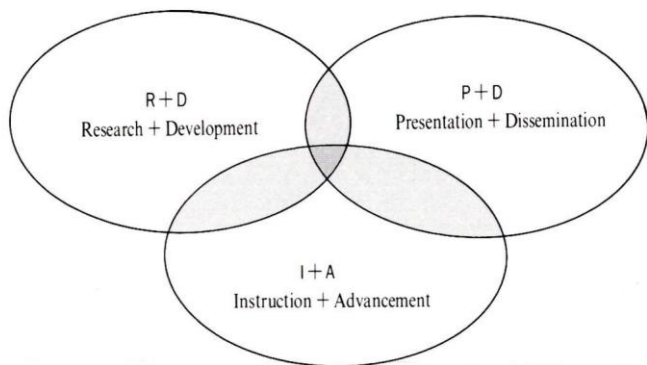 R+D
Research + Development
P+D
Presentation + Dissemination
I+A
Instruction + Advancement